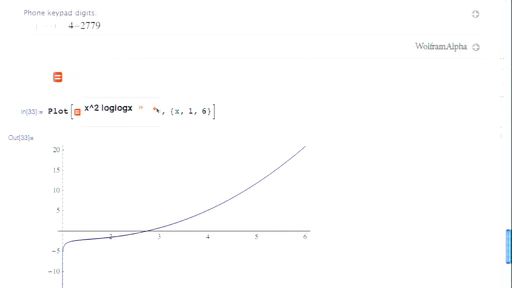 Phone keypad digits:
4-2779
WolframAlpha
In[33]:= Plot[ x^2 loglogx , {x, 1, 6}]
Out[33]=
20
15
10
5
2 3 4 5 6
-5
-10